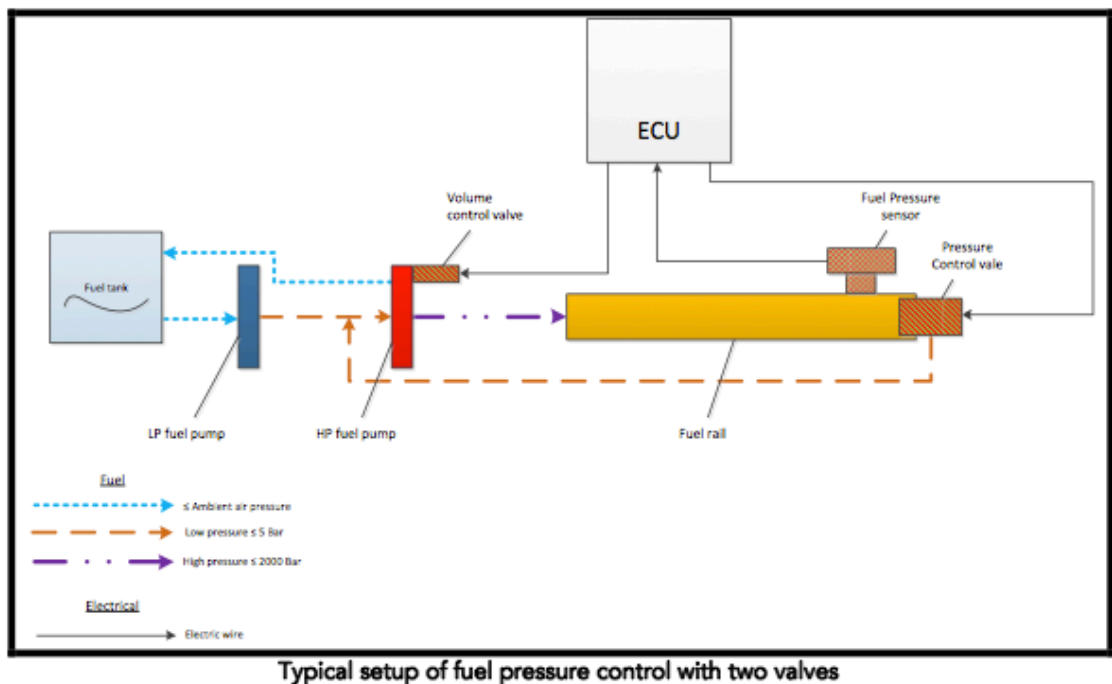 ECU
Volume
control valve
Fuel Pressure
sensor
Pressure
Control vale
Fuel tank
LP fuel pump
HP fuel pump
Fuel rail
Fuel
≤ Ambient air pressure
Low pressure ≤ 5 Bar
High pressure ≤ 2000 Bar
Electrical
Electric wire
Typical setup of fuel pressure control with two valves